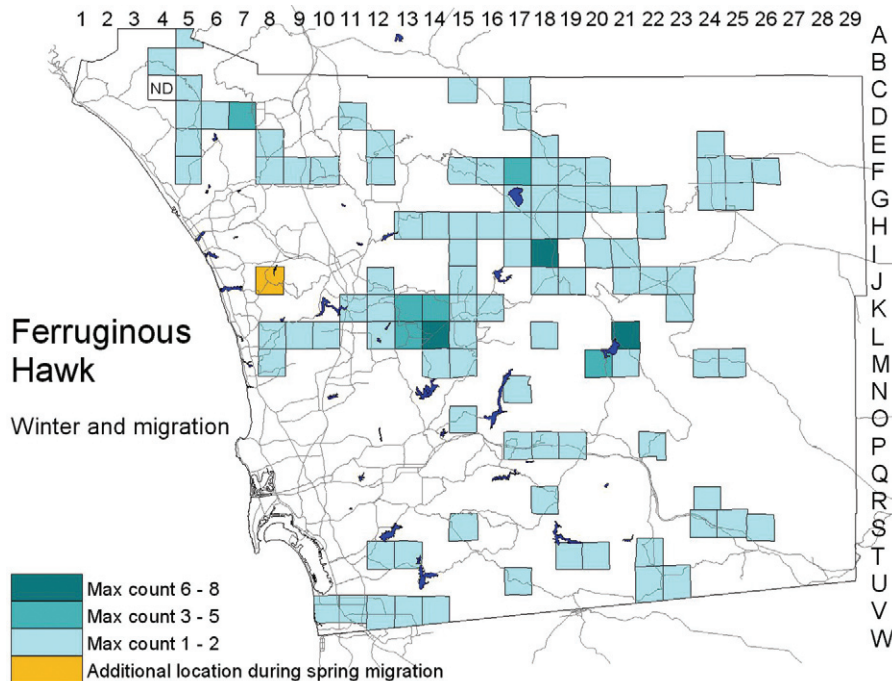 1 2 3 4 5 6 7 8 9 10 11 12 13 14 15 16 17 18 19 20 21 22 23 24 25 26 27 28 29
A
B
C
D
E
F
G
H
I
J
K
L
M
N
O
P
Q
R
S
T
U
V
W
ND
Ferruginous
Hawk
Winter and migration
Max count 6 - 8
Max count 3 - 5
Max count 1 - 2
Additional location during spring migration